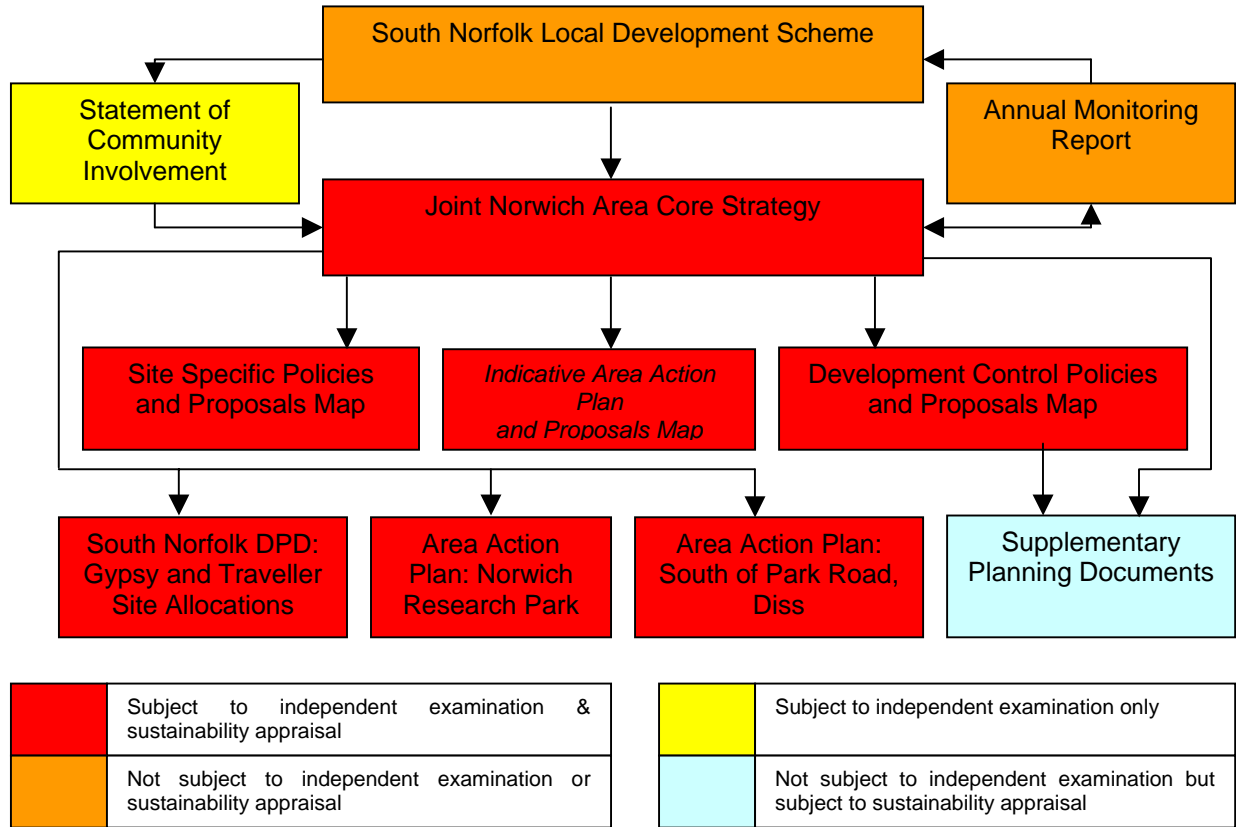 South Norfolk Local Development Scheme
Statement of
Community
Involvement
Annual Monitoring
Report
Joint Norwich Area Core Strategy
Site Specific Policies
and Proposals Map
Indicative Area Action
Plan
and Proposals Map
Development Control Policies
and Proposals Map
South Norfolk DPD:
Gypsy and Traveller
Site Allocations
Area Action
Plan: Norwich
Research Park
Area Action Plan:
South of Park Road,
Diss
Supplementary
Planning Documents
Subject to independent examination &
sustainability appraisal
Subject to independent examination only
Not subject to independent examination or
sustainability appraisal
Not subject to independent examination but
subject to sustainability appraisal